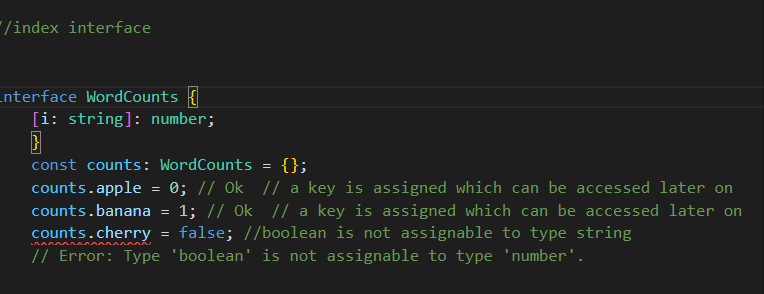 //index interface
interface WordCounts {
[i: string]: number;
}
const counts: WordCounts = {};
counts.apple = 0; // Ok  // a key is assigned which can be accessed later on
counts.banana = 1; // Ok  // a key is assigned which can be accessed later on
counts.cherry = false; //boolean is not assignable to type string
// Error: Type 'boolean' is not assignable to type 'number'.